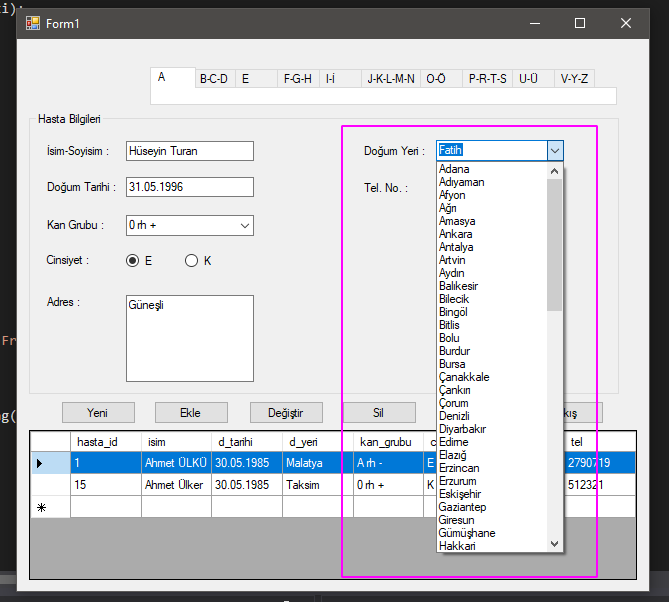 i);
Form1
A B-C-D E F-G-H I-İ J-K-L-M-N O-Ö P-R-T-S U-Ü V-Y-Z
Hasta Bilgileri
İsim-Soyisim : Hüseyin Turan
Doğum Yeri : Fatih
Doğum Tarihi : 31.05.1996
Tel. No. :
Kan Grubu : 0 rh +
Cinsiyet : E K
Adres : Güneşli
Adana
Adıyaman
Afyon
Ağrı
Amasya
Ankara
Antalya
Artvin
Aydın
Balıkesir
Bilecik
Bingöl
Bitlis
Bolu
Burdur
Bursa
Çanakkale
Çankırı
Çorum
Denizli
Diyarbakır
Edirne
Elazığ
Erzincan
Erzurum
Eskişehir
Gaziantep
Giresun
Gümüşhane
Hakkari
Fr
g(
Yeni Ekle Değiştir Sil kış
hasta_id isim d_tarihi d_yeri kan_grubu c tel
1 Ahmet ÜLKÜ 30.05.1985 Malatya A rh - E 2790719
15 Ahmet Ülker 30.05.1985 Taksim 0 rh + K 512321